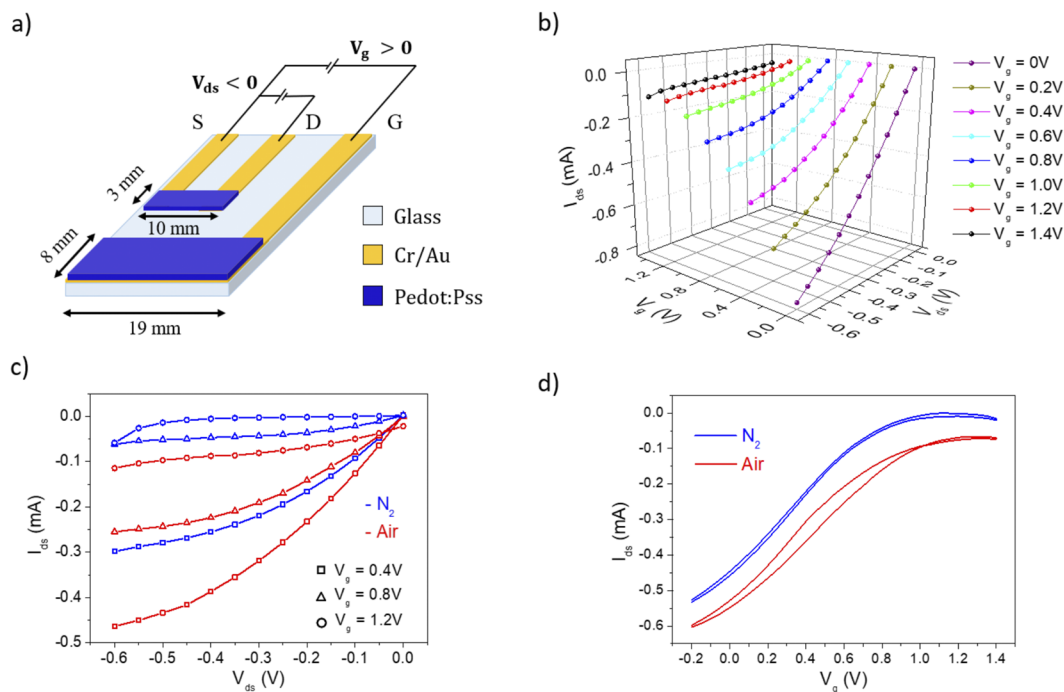 a)
V_g > 0
V_ds < 0
S D G
3 mm
10 mm
8 mm
19 mm
Glass
Cr/Au
Pedot:Pss
b)
I_ds (mA)
0.0
-0.2
-0.4
-0.6
-0.8
V_g (V)
1.2
0.8
0.4
0.0
V_ds (V)
0.0
-0.1
-0.2
-0.3
-0.4
-0.5
-0.6
V_g = 0V
V_g = 0.2V
V_g = 0.4V
V_g = 0.6V
V_g = 0.8V
V_g = 1.0V
V_g = 1.2V
V_g = 1.4V
c)
I_ds (mA)
0.0
-0.1
-0.2
-0.3
-0.4
-0.5
- N_2
- Air
V_g = 0.4V
V_g = 0.8V
V_g = 1.2V
-0.6 -0.5 -0.4 -0.3 -0.2 -0.1 0.0
V_ds (V)
d)
I_ds (mA)
0.1
0.0
-0.1
-0.2
-0.3
-0.4
-0.5
-0.6
-0.7
N_2
Air
-0.2 0.0 0.2 0.4 0.6 0.8 1.0 1.2 1.4
V_g (V)